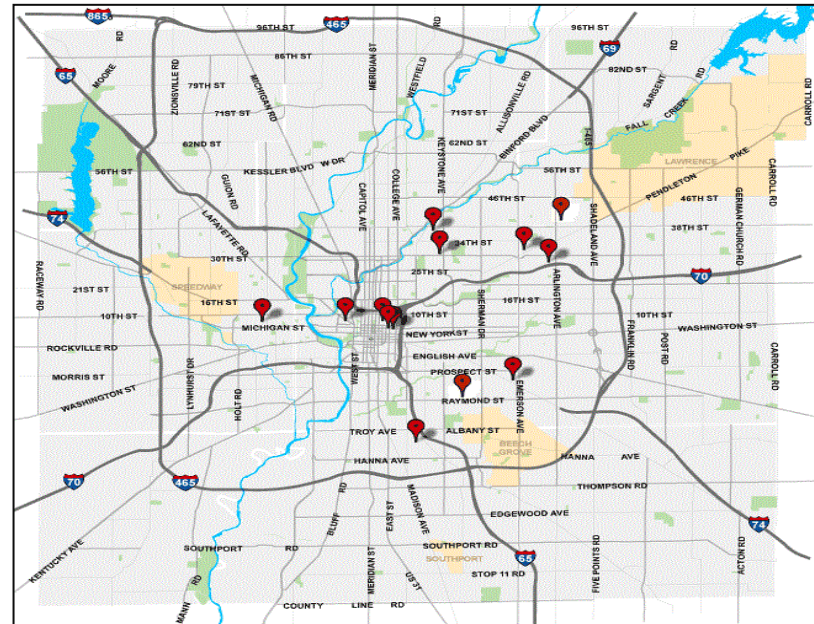 865
465
96TH ST
RD
96TH ST
RD
69
65
MOORE
RD
ZIONSVILLE RD
MICHIGAN RD
86TH ST
MERIDIAN ST
WESTFIELD
ALLISONVILLE RD
82ND ST
SARGENT
RD
79TH ST
71ST ST
71ST ST
BINFORD BLVD
I-465
FALL CREEK
CARROLL RD
62ND ST
KEYSTONE AVE
62ND ST
KESSLER BLVD W DR
56TH ST
GUION RD
CAPITOL AVE
COLLEGE AVE
56TH ST
LAWRENCE
PENDLETON PIKE
CARROLL RD
46TH ST
SHADELAND AVE
46TH ST
GERMAN CHURCH RD
74
LAFAYETTE RD
34TH ST
38TH ST
30TH ST
RACEWAY RD
25TH ST
70
21ST ST
SPEEDWAY
16TH ST
SHERMAN DR
16TH ST
ARLINGTON AVE
10TH ST
MICHIGAN ST
10TH ST
FRANKLIN RD
10TH ST
WASHINGTON ST
NEW YORK ST
ROCKVILLE RD
WEST ST
ENGLISH AVE
POST RD
CARROLL RD
MORRIS ST
LYNHURST DR
PROSPECT ST
WASHINGTON ST
HOLT RD
RAYMOND ST
EMERSON AVE
TROY AVE
ALBANY ST
BEECH GROVE
HANNA AVE
HANNA AVE
70
465
BLUFF RD
EAST ST
MADISON AVE
THOMPSON RD
EDGEWOOD AVE
74
KENTUCKY AVE
SOUTHPORT RD
MERIDIAN ST
SOUTHPORT RD
SOUTHPORT
65
FIVE POINTS RD
ACTON RD
MANN RD
US 31
STOP 11 RD
COUNTY LINE RD